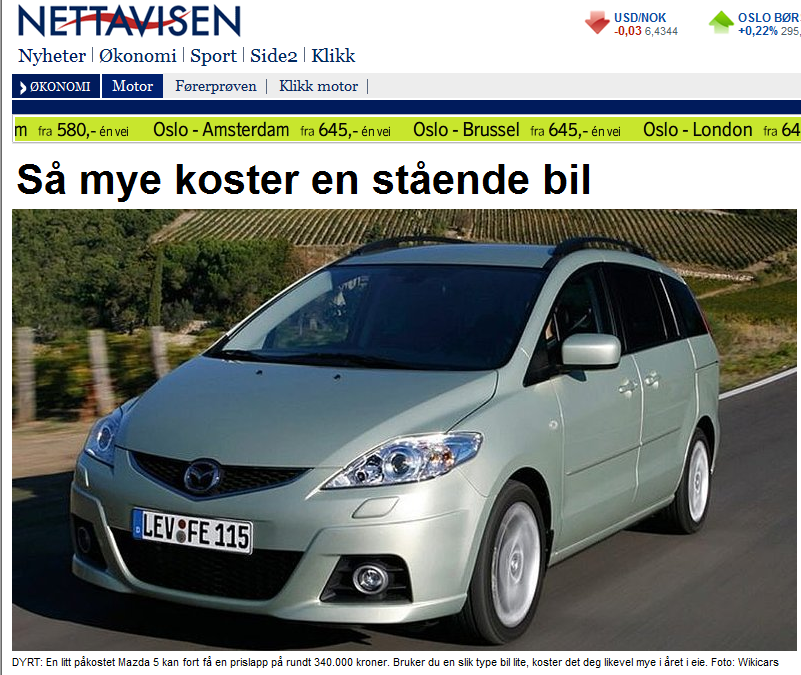 NETTAVISEN
USD/NOK
-0,03 6,4344
OSLO BØR
+0,22% 295,
Nyheter | Økonomi | Sport | Side2 | Klikk
ØKONOMI Motor Førerprøven | Klikk motor |
m fra 580,- én vei Oslo - Amsterdam fra 645,- én vei Oslo - Brussel fra 645,- én vei Oslo - London fra 64
Så mye koster en stående bil
D LEV FE 115
DYRT: En litt påkostet Mazda 5 kan fort få en prislapp på rundt 340.000 kroner. Bruker du en slik type bil lite, koster det deg likevel mye i året i eie. Foto: Wikicars